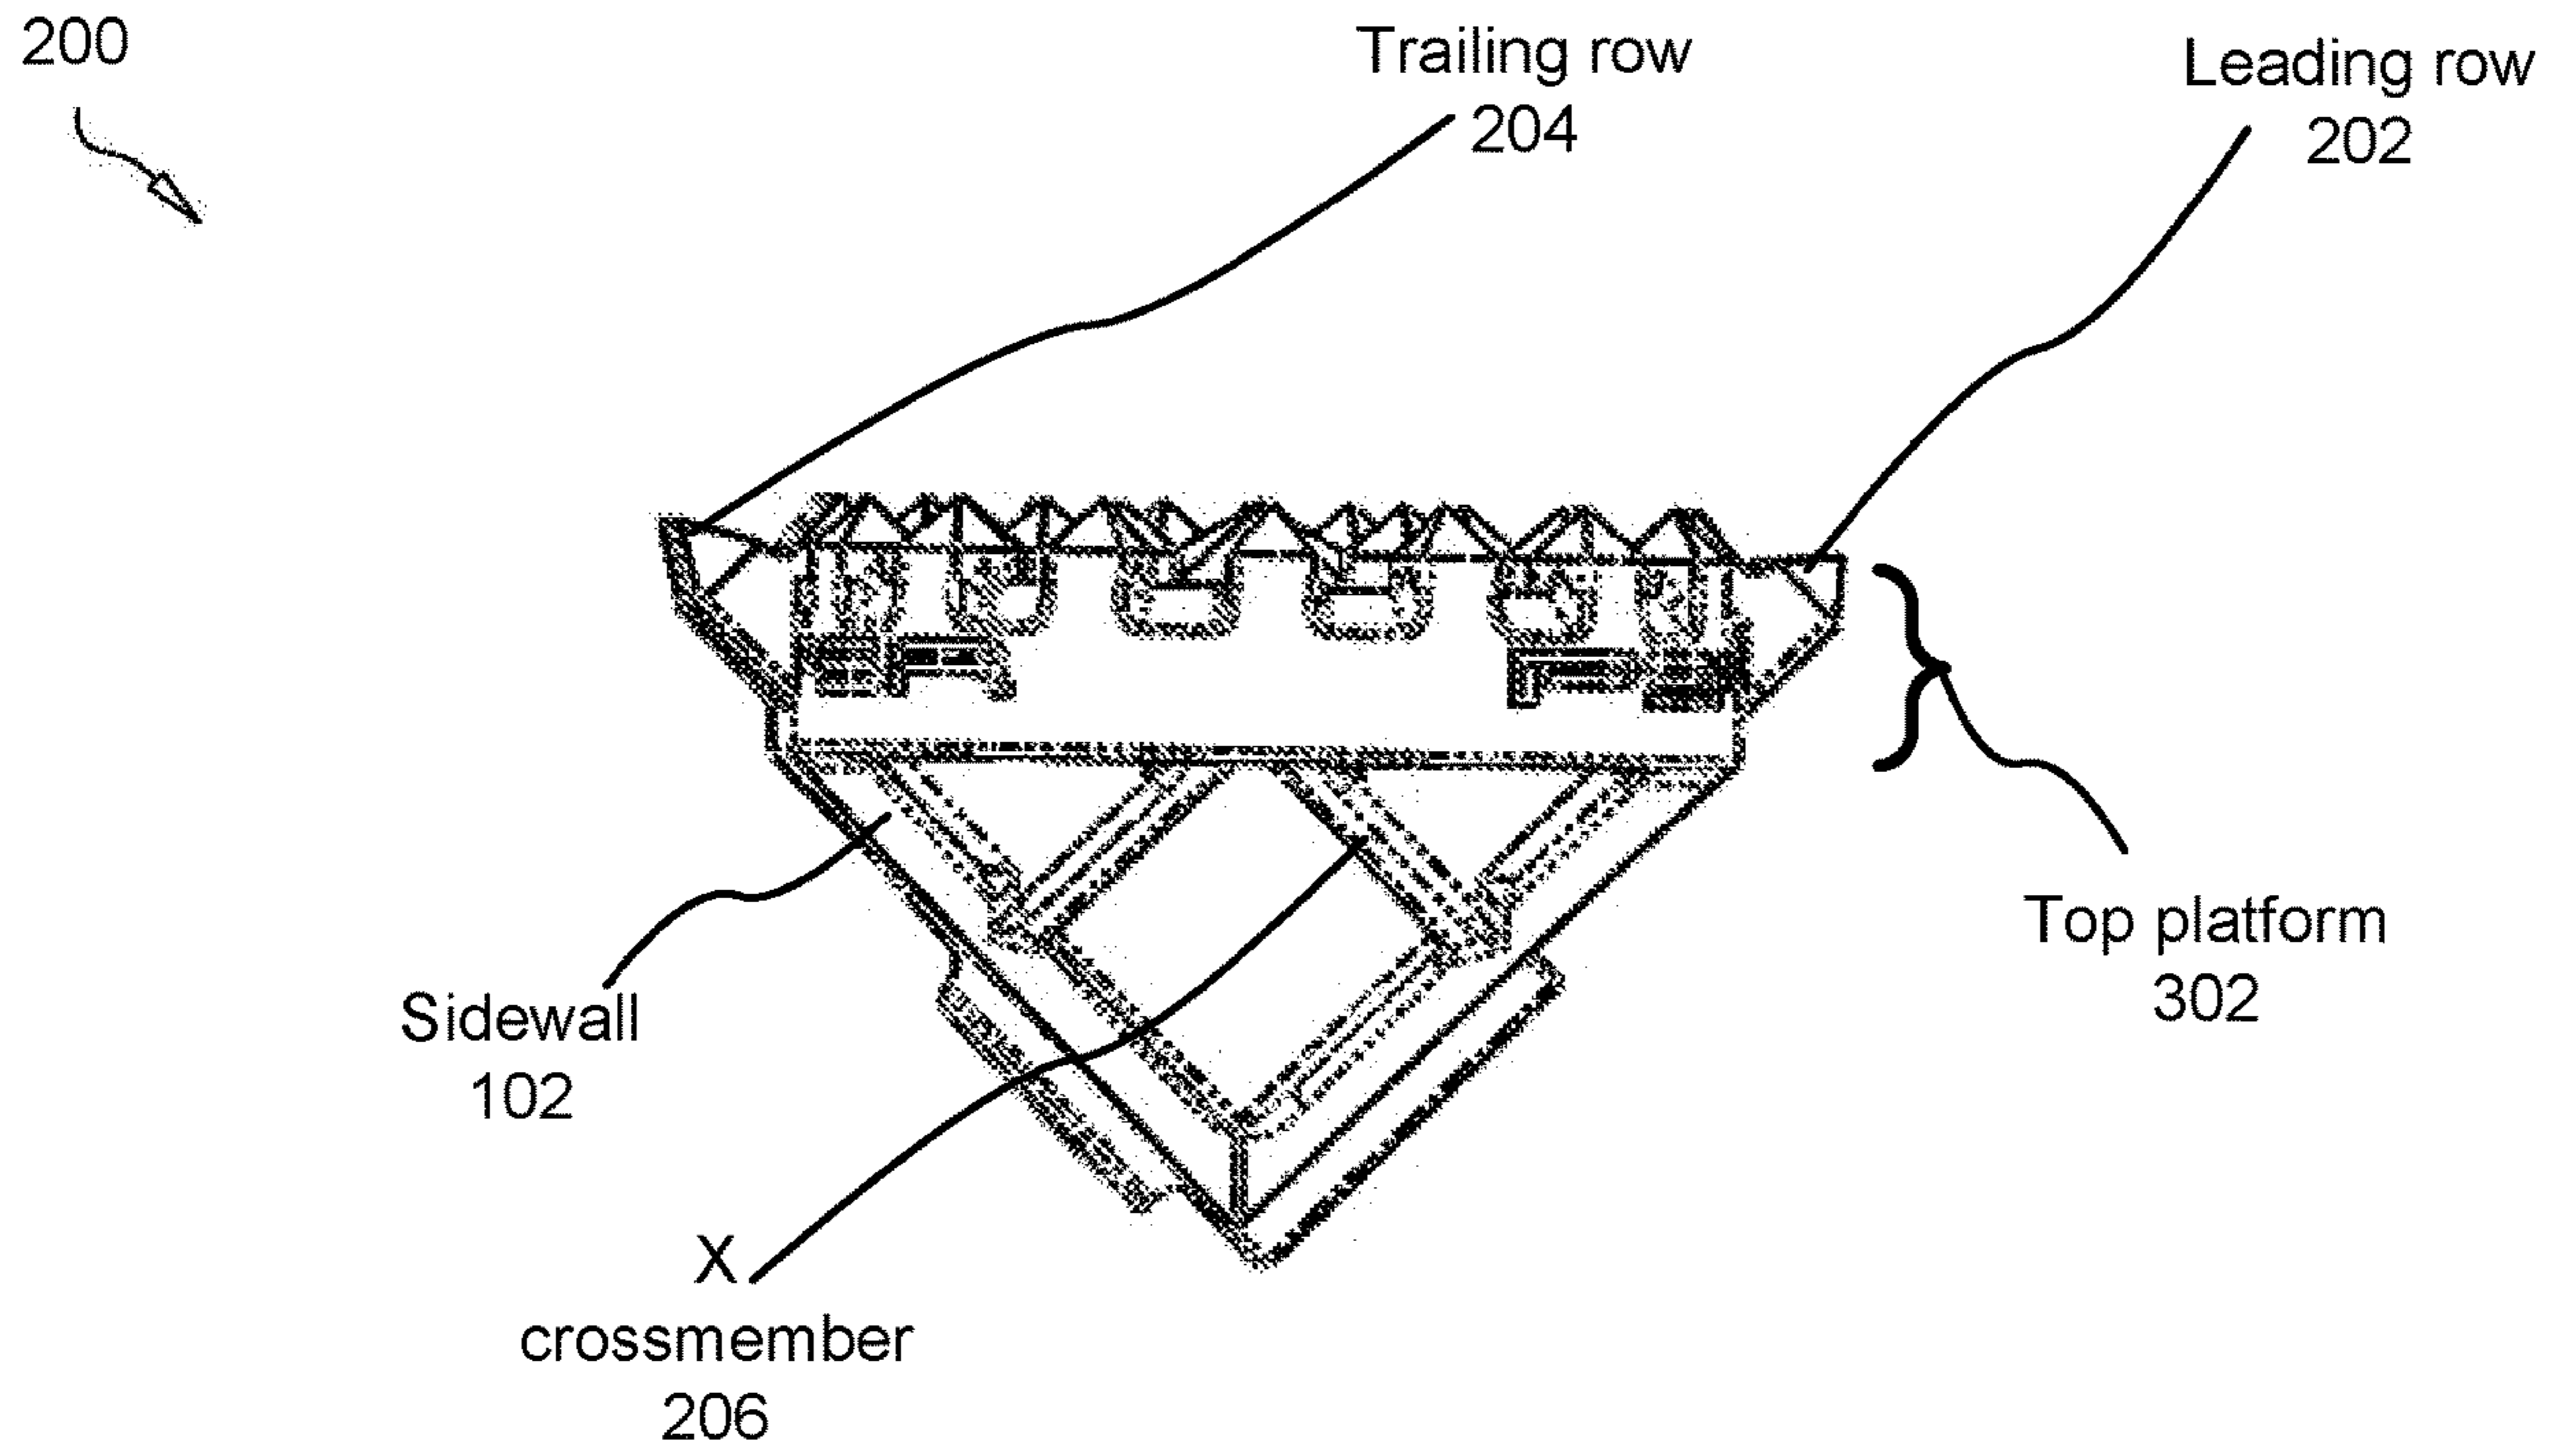 200
Trailing row
204
Leading row
202
Top platform
302
Sidewall
102
X
crossmember
206